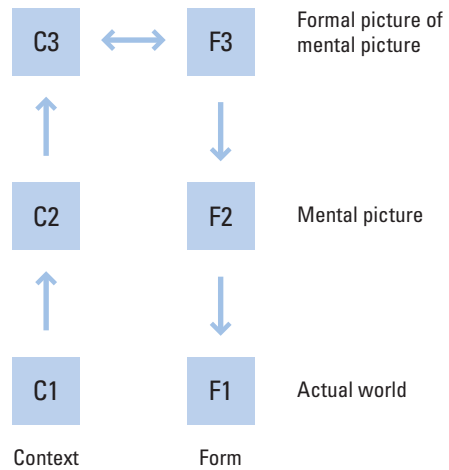 C3
F3
Formal picture of
mental picture
C2
F2
Mental picture
C1
F1
Actual world
Context
Form